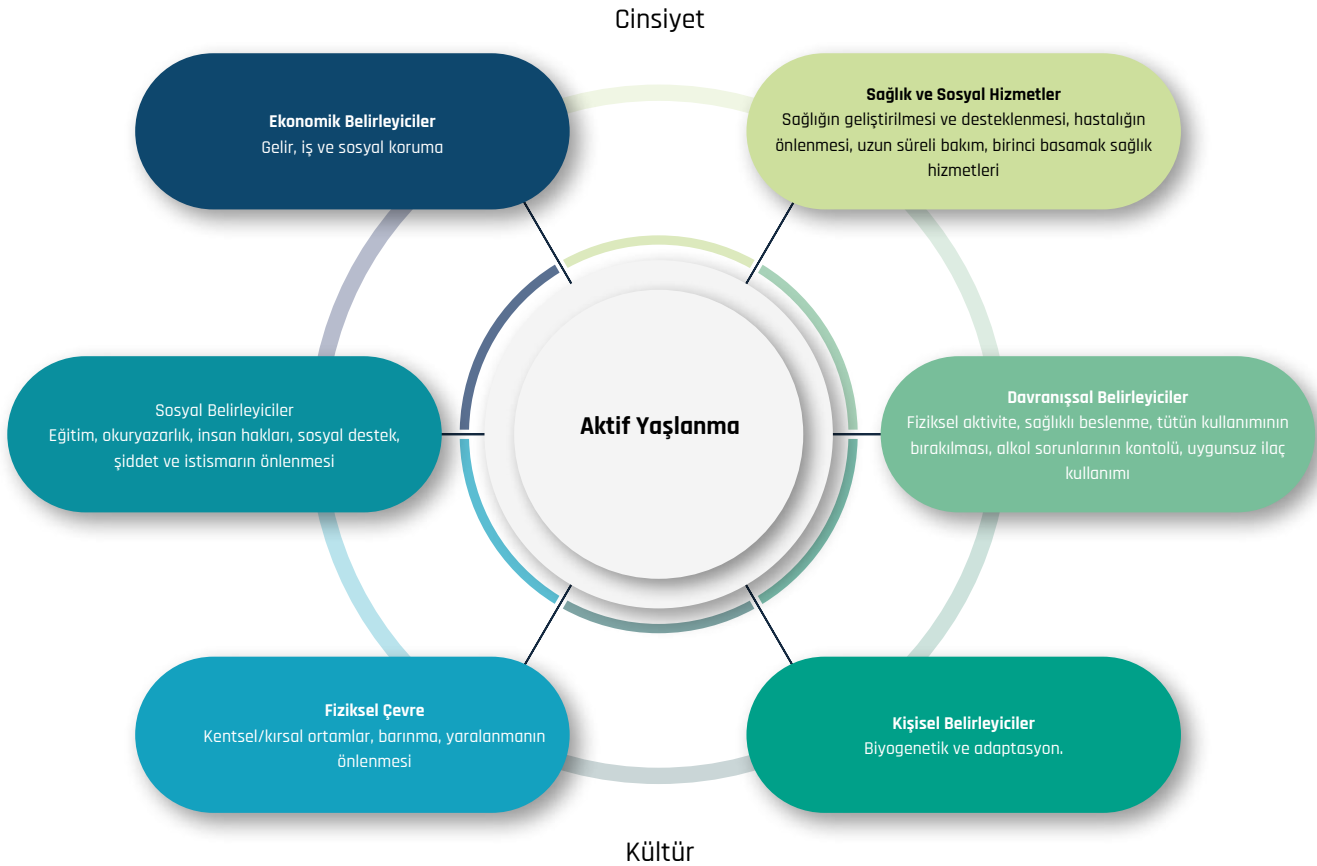 Cinsiyet
Ekonomik Belirleyiciler
Gelir, iş ve sosyal koruma
Sağlık ve Sosyal Hizmetler
Sağlığın geliştirilmesi ve desteklenmesi, hastalığın
önlenmesi, uzun süreli bakım, birinci basamak sağlık
hizmetleri
Sosyal Belirleyiciler
Eğitim, okuryazarlık, insan hakları, sosyal destek,
şiddet ve istismarın önlenmesi
Aktif Yaşlanma
Davranışsal Belirleyiciler
Fiziksel aktivite, sağlıklı beslenme, tütün kullanımının
bırakılması, alkol sorunlarının kontolü, uygunsuz ilaç
kullanımı
Fiziksel Çevre
Kentsel/kırsal ortamlar, barınma, yaralanmanın
önlenmesi
Kişisel Belirleyiciler
Biyogenetik ve adaptasyon.
Kültür